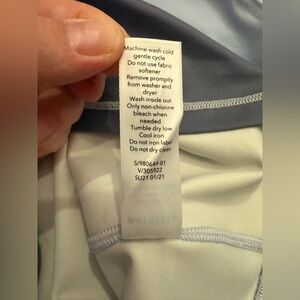 Machine wash cold
gentle cycle
Do not use fabric
softener
Remove promptly
from washer and
dryer
Wash inside out
Only non-chlorine
bleach when
needed
Tumble dry low
Cool iron
Do not iron label
Do not dry clean
S/980649-01
V/305922
SU21 01/21